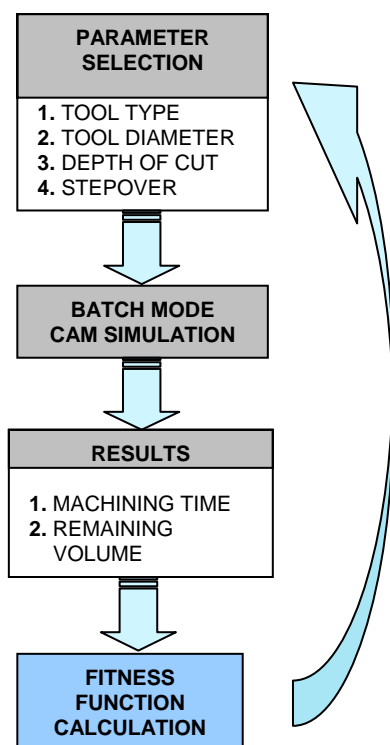 PARAMETER
SELECTION
1. TOOL TYPE
2. TOOL DIAMETER
3. DEPTH OF CUT
4. STEPOVER
BATCH MODE
CAM SIMULATION
RESULTS
1. MACHINING TIME
2. REMAINING
VOLUME
FITNESS
FUNCTION
CALCULATION